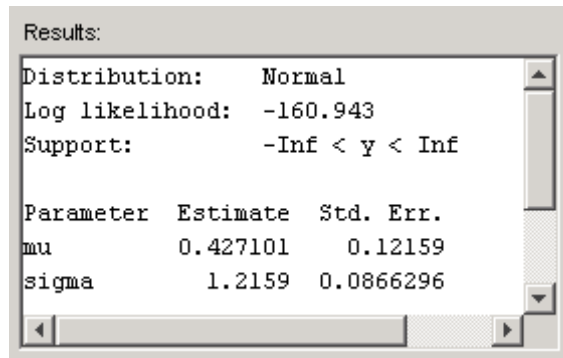 Results:
Distribution: Normal
Log likelihood: -160.943
Support: -Inf < y < Inf
Parameter Estimate Std. Err.
mu 0.427101 0.12159
sigma 1.2159 0.0866296